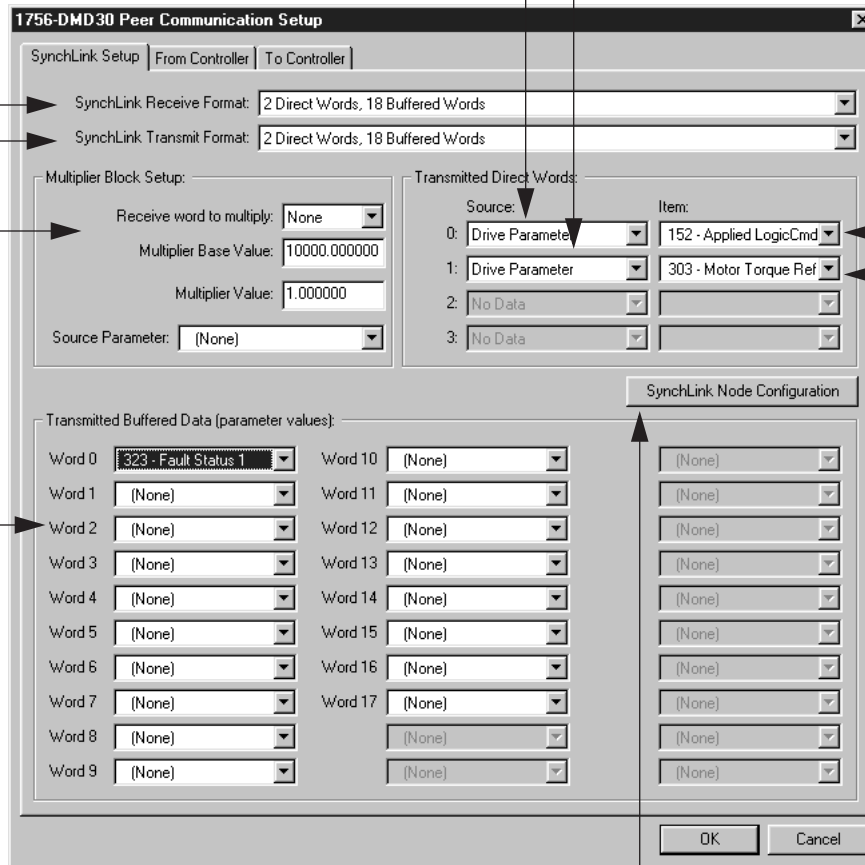 1756-DMD30 Peer Communication Setup
SynchLink Setup From Controller To Controller
SynchLink Receive Format: 2 Direct Words, 18 Buffered Words
SynchLink Transmit Format: 2 Direct Words, 18 Buffered Words
Multiplier Block Setup:
Receive word to multiply: None
Multiplier Base Value: 10000.000000
Multiplier Value: 1.000000
Source Parameter: (None)
Transmitted Direct Words:
Source: Item:
0: Drive Parameter 152 - Applied LogicCmd
1: Drive Parameter 303 - Motor Torque Ref
2: No Data
3: No Data
SynchLink Node Configuration
Transmitted Buffered Data (parameter values):
Word 0 323 - Fault Status 1 Word 10 (None) (None)
Word 1 (None) Word 11 (None) (None)
Word 2 (None) Word 12 (None) (None)
Word 3 (None) Word 13 (None) (None)
Word 4 (None) Word 14 (None) (None)
Word 5 (None) Word 15 (None) (None)
Word 6 (None) Word 16 (None) (None)
Word 7 (None) Word 17 (None) (None)
Word 8 (None) (None) (None)
Word 9 (None) (None) (None)
OK Cancel